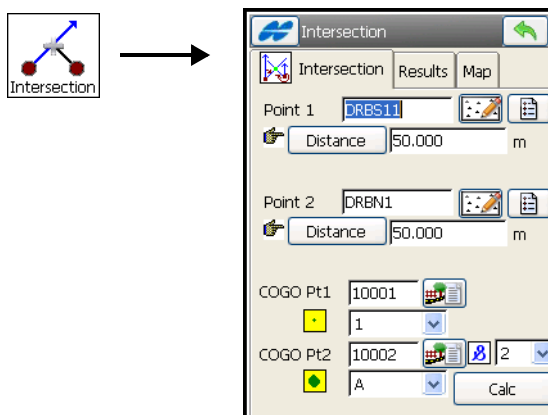 Intersection
Intersection
Intersection Results Map
Point 1 DRBS11
Distance 50.000 m
Point 2 DRBN1
Distance 50.000 m
COGO Pt1 10001
1
COGO Pt2 10002 2
A Calc